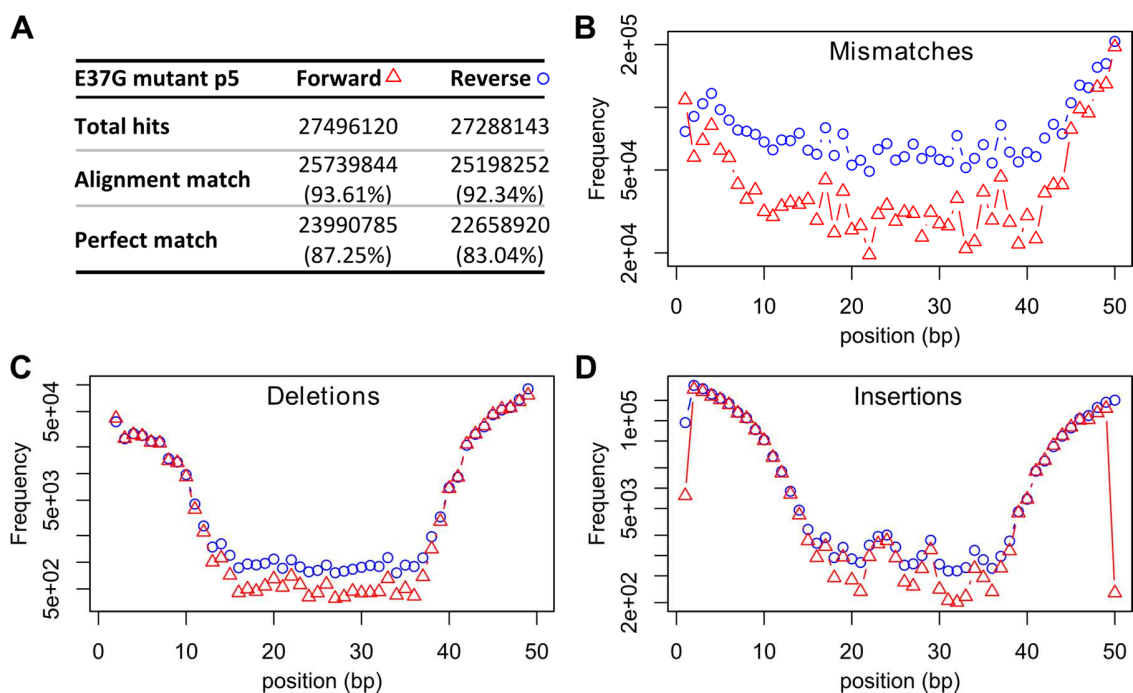 A
E37G mutant p5 Forward Reverse
Total hits 27496120 27288143
Alignment match 25739844 25198252
(93.61%) (92.34%)
Perfect match 23990785 22658920
(87.25%) (83.04%)
B
Mismatches
Frequency
2e+05
5e+04
2e+04
0 10 20 30 40 50
position (bp)
C
Deletions
Frequency
5e+04
5e+03
5e+02
0 10 20 30 40 50
position (bp)
D
Insertions
Frequency
1e+05
5e+03
2e+02
0 10 20 30 40 50
position (bp)